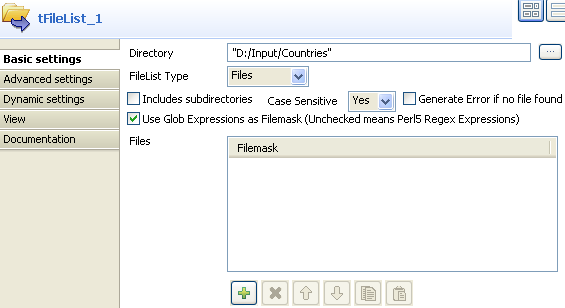 tFileList_1
Basic settings
Advanced settings
Dynamic settings
View
Documentation
Directory "D:/Input/Countries" ...
FileList Type Files
Includes subdirectories Case Sensitive Yes Generate Error if no file found
Use Glob Expressions as Filemask (Unchecked means Perl5 Regex Expressions)
Files Filemask